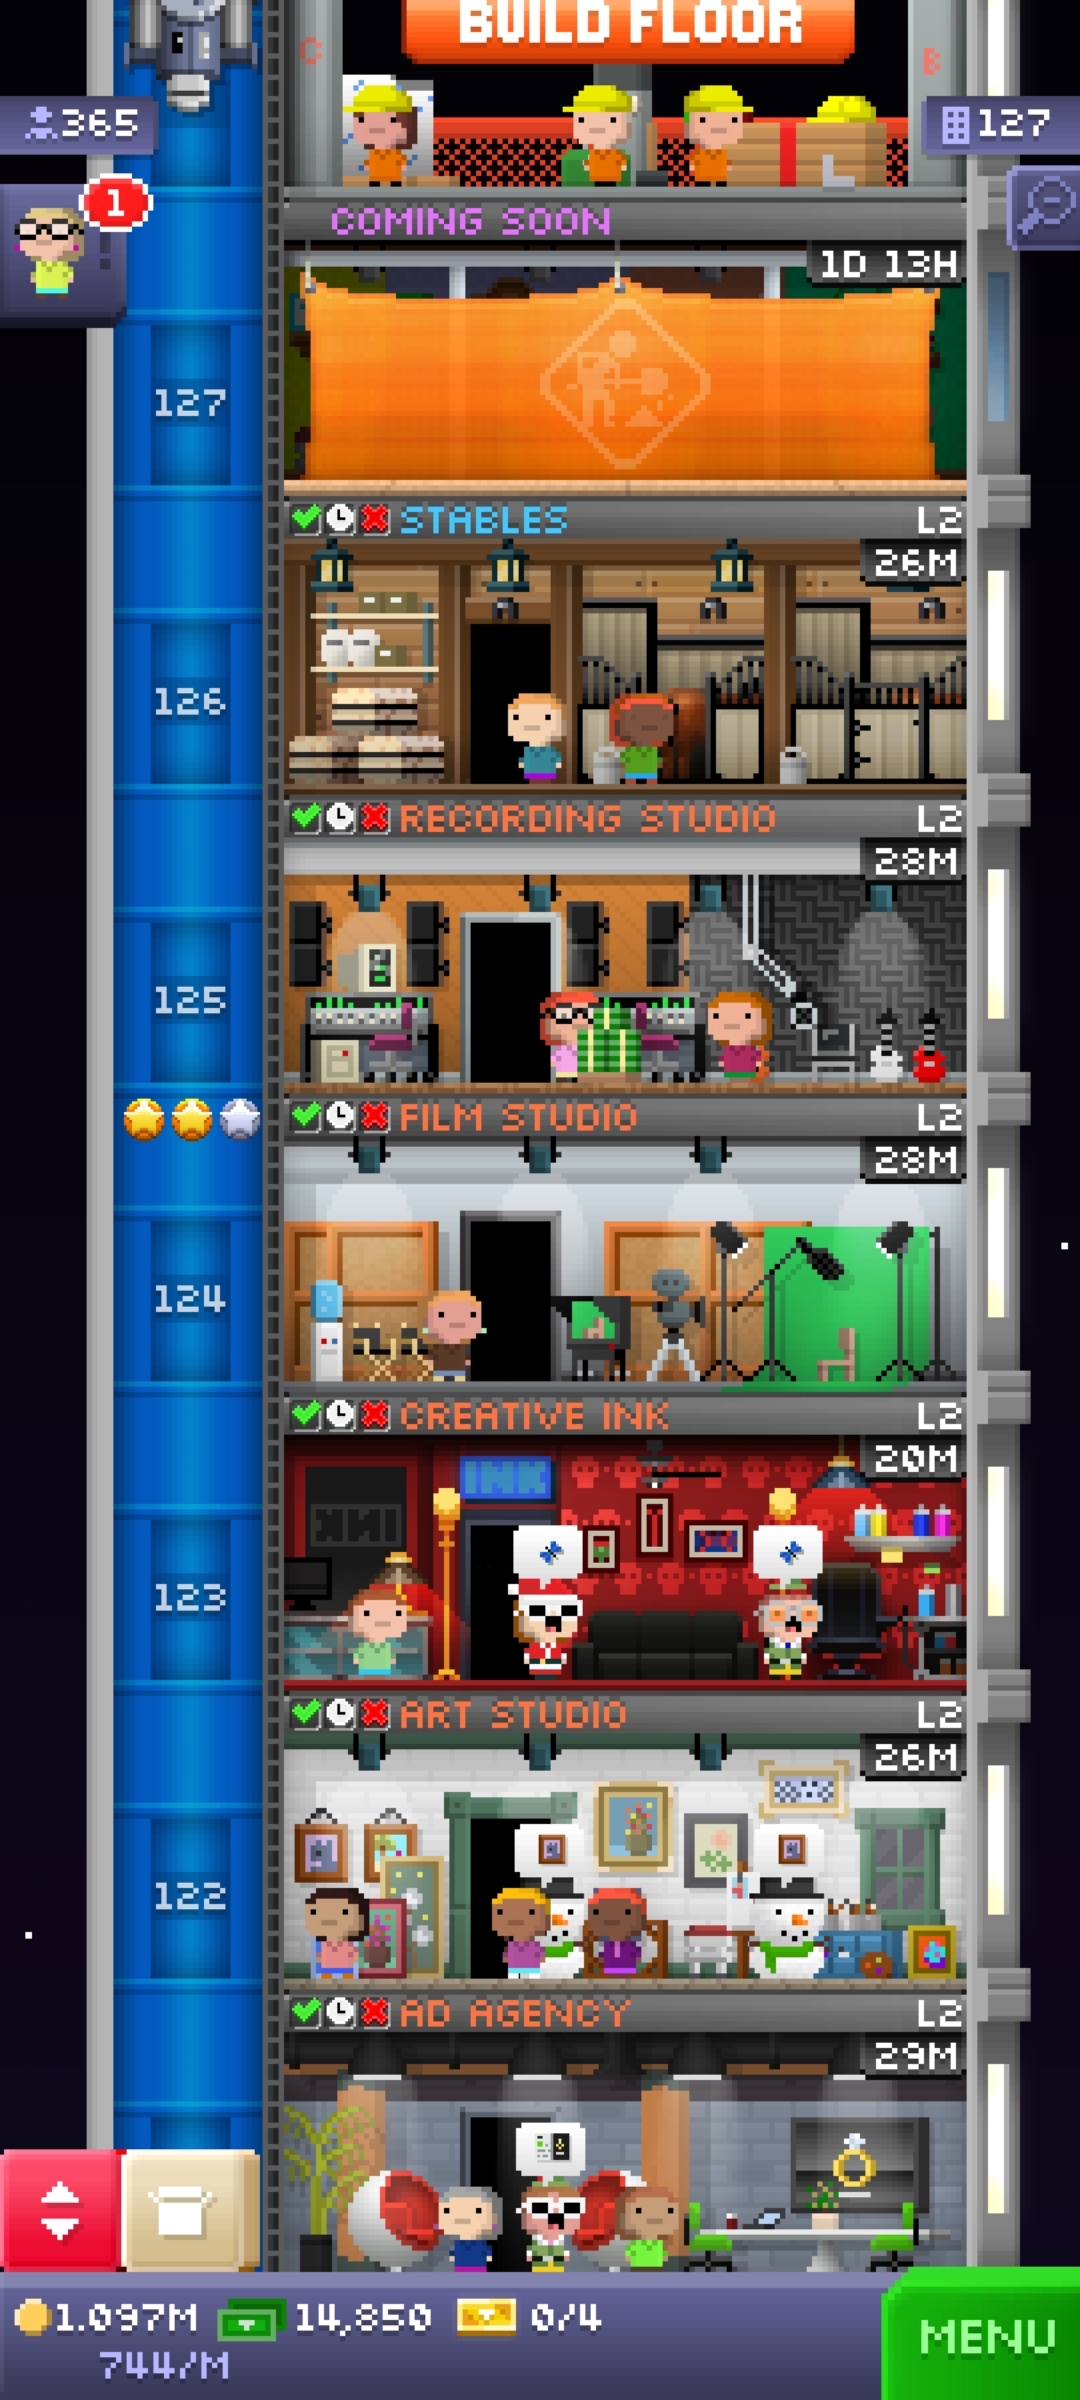 BUILD FLOOR
C
B
365
127
1
COMING SOON
1D 13H
127
STABLES
L2
26M
126
RECORDING STUDIO
L2
28M
125
FILM STUDIO
L2
28M
124
CREATIVE INK
L2
20M
INK
123
ART STUDIO
L2
26M
122
AD AGENCY
L2
29M
1.097M
14,850
0/4
744/M
MENU